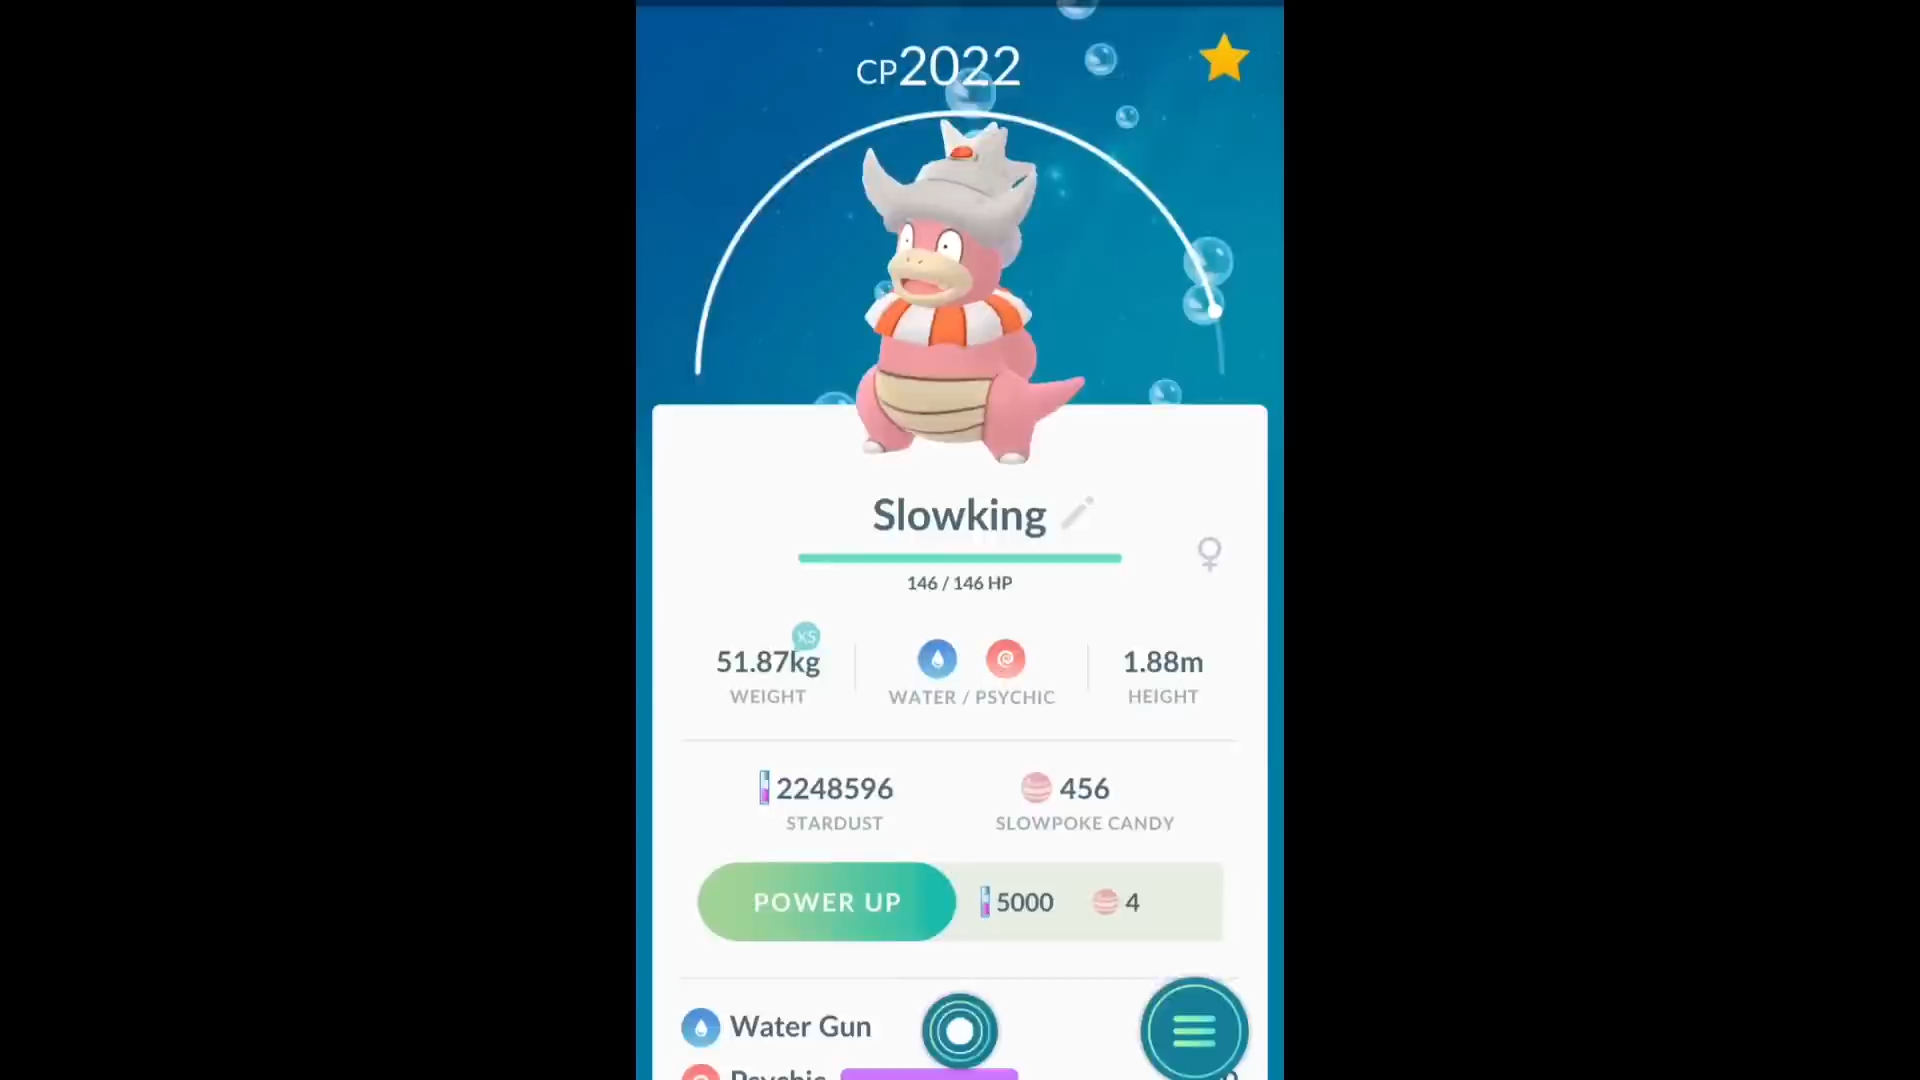 CP2022
Slowking
146 / 146 HP
XS
51.87kg
WEIGHT
WATER / PSYCHIC
1.88m
HEIGHT
2248596
STARDUST
456
SLOWPOKE CANDY
POWER UP
5000
4
Water Gun
Psychic